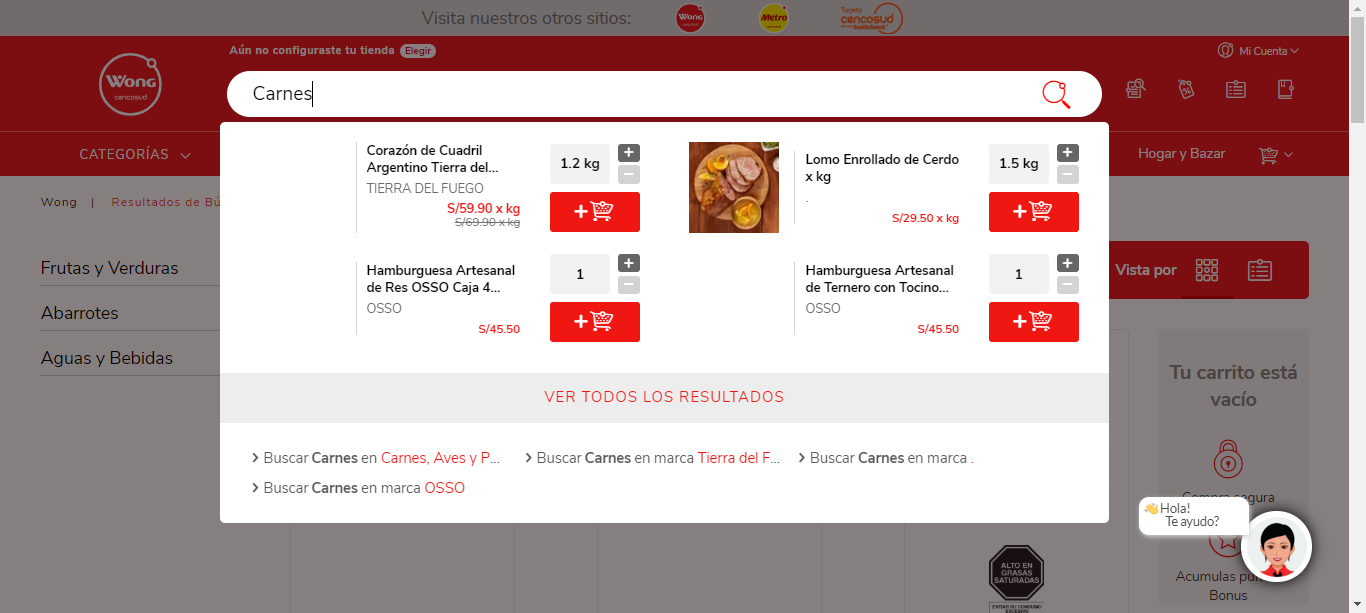 Visita nuestros otros sitios:
Wong
Metro
Tarjeta
cencosud
Aún no configuraste tu tienda Elegir
Mi Cuenta
Wong
cencosud
Carnes
CATEGORÍAS
Hogar y Bazar
Wong | Resultados de Bú
Frutas y Verduras
Abarrotes
Aguas y Bebidas
Corazón de Cuadril
Argentino Tierra del...
TIERRA DEL FUEGO
S/59.90 x kg
S/69.90 x kg
1.2 kg
+
−
+
Lomo Enrollado de Cerdo
x kg
.
S/29.50 x kg
1.5 kg
+
−
+
Hamburguesa Artesanal
de Res OSSO Caja 4...
OSSO
S/45.50
1
+
−
+
Hamburguesa Artesanal
de Ternero con Tocino...
OSSO
S/45.50
1
+
−
+
VER TODOS LOS RESULTADOS
Buscar Carnes en Carnes, Aves y P...
Buscar Carnes en marca Tierra del F...
Buscar Carnes en marca .
Buscar Carnes en marca OSSO
Vista por
Tu carrito está
vacío
Compra segura
Hola!
Te ayudo?
Acumulas pun
Bonus
ALTO EN
GRASAS
SATURADAS
EVITAR SU CONSUMO
EXCESIVO